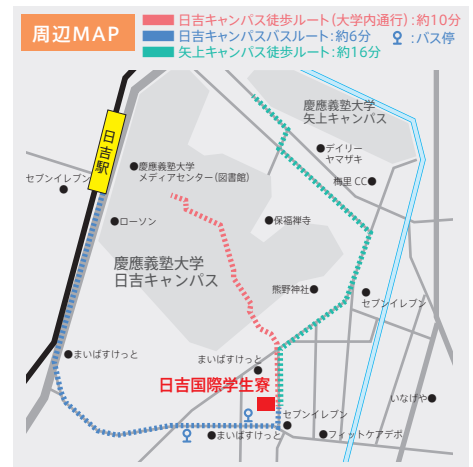 周辺MAP
日吉キャンパス徒歩ルート(大学内通行):約10分
日吉キャンパスバスルート:約6分
:バス停
矢上キャンパス徒歩ルート:約16分
慶應義塾大学
矢上キャンパス
日吉駅
デイリー
ヤマザキ
慶應義塾大学
メディアセンター(図書館)
セブンイレブン
梅里 CC
ローソン
保福禅寺
慶應義塾大学
日吉キャンパス
熊野神社
セブンイレブン
まいばすけっと
まいばすけっと
日吉国際学生寮
いなげや
セブンイレブン
まいばすけっと
フィットケアデポ